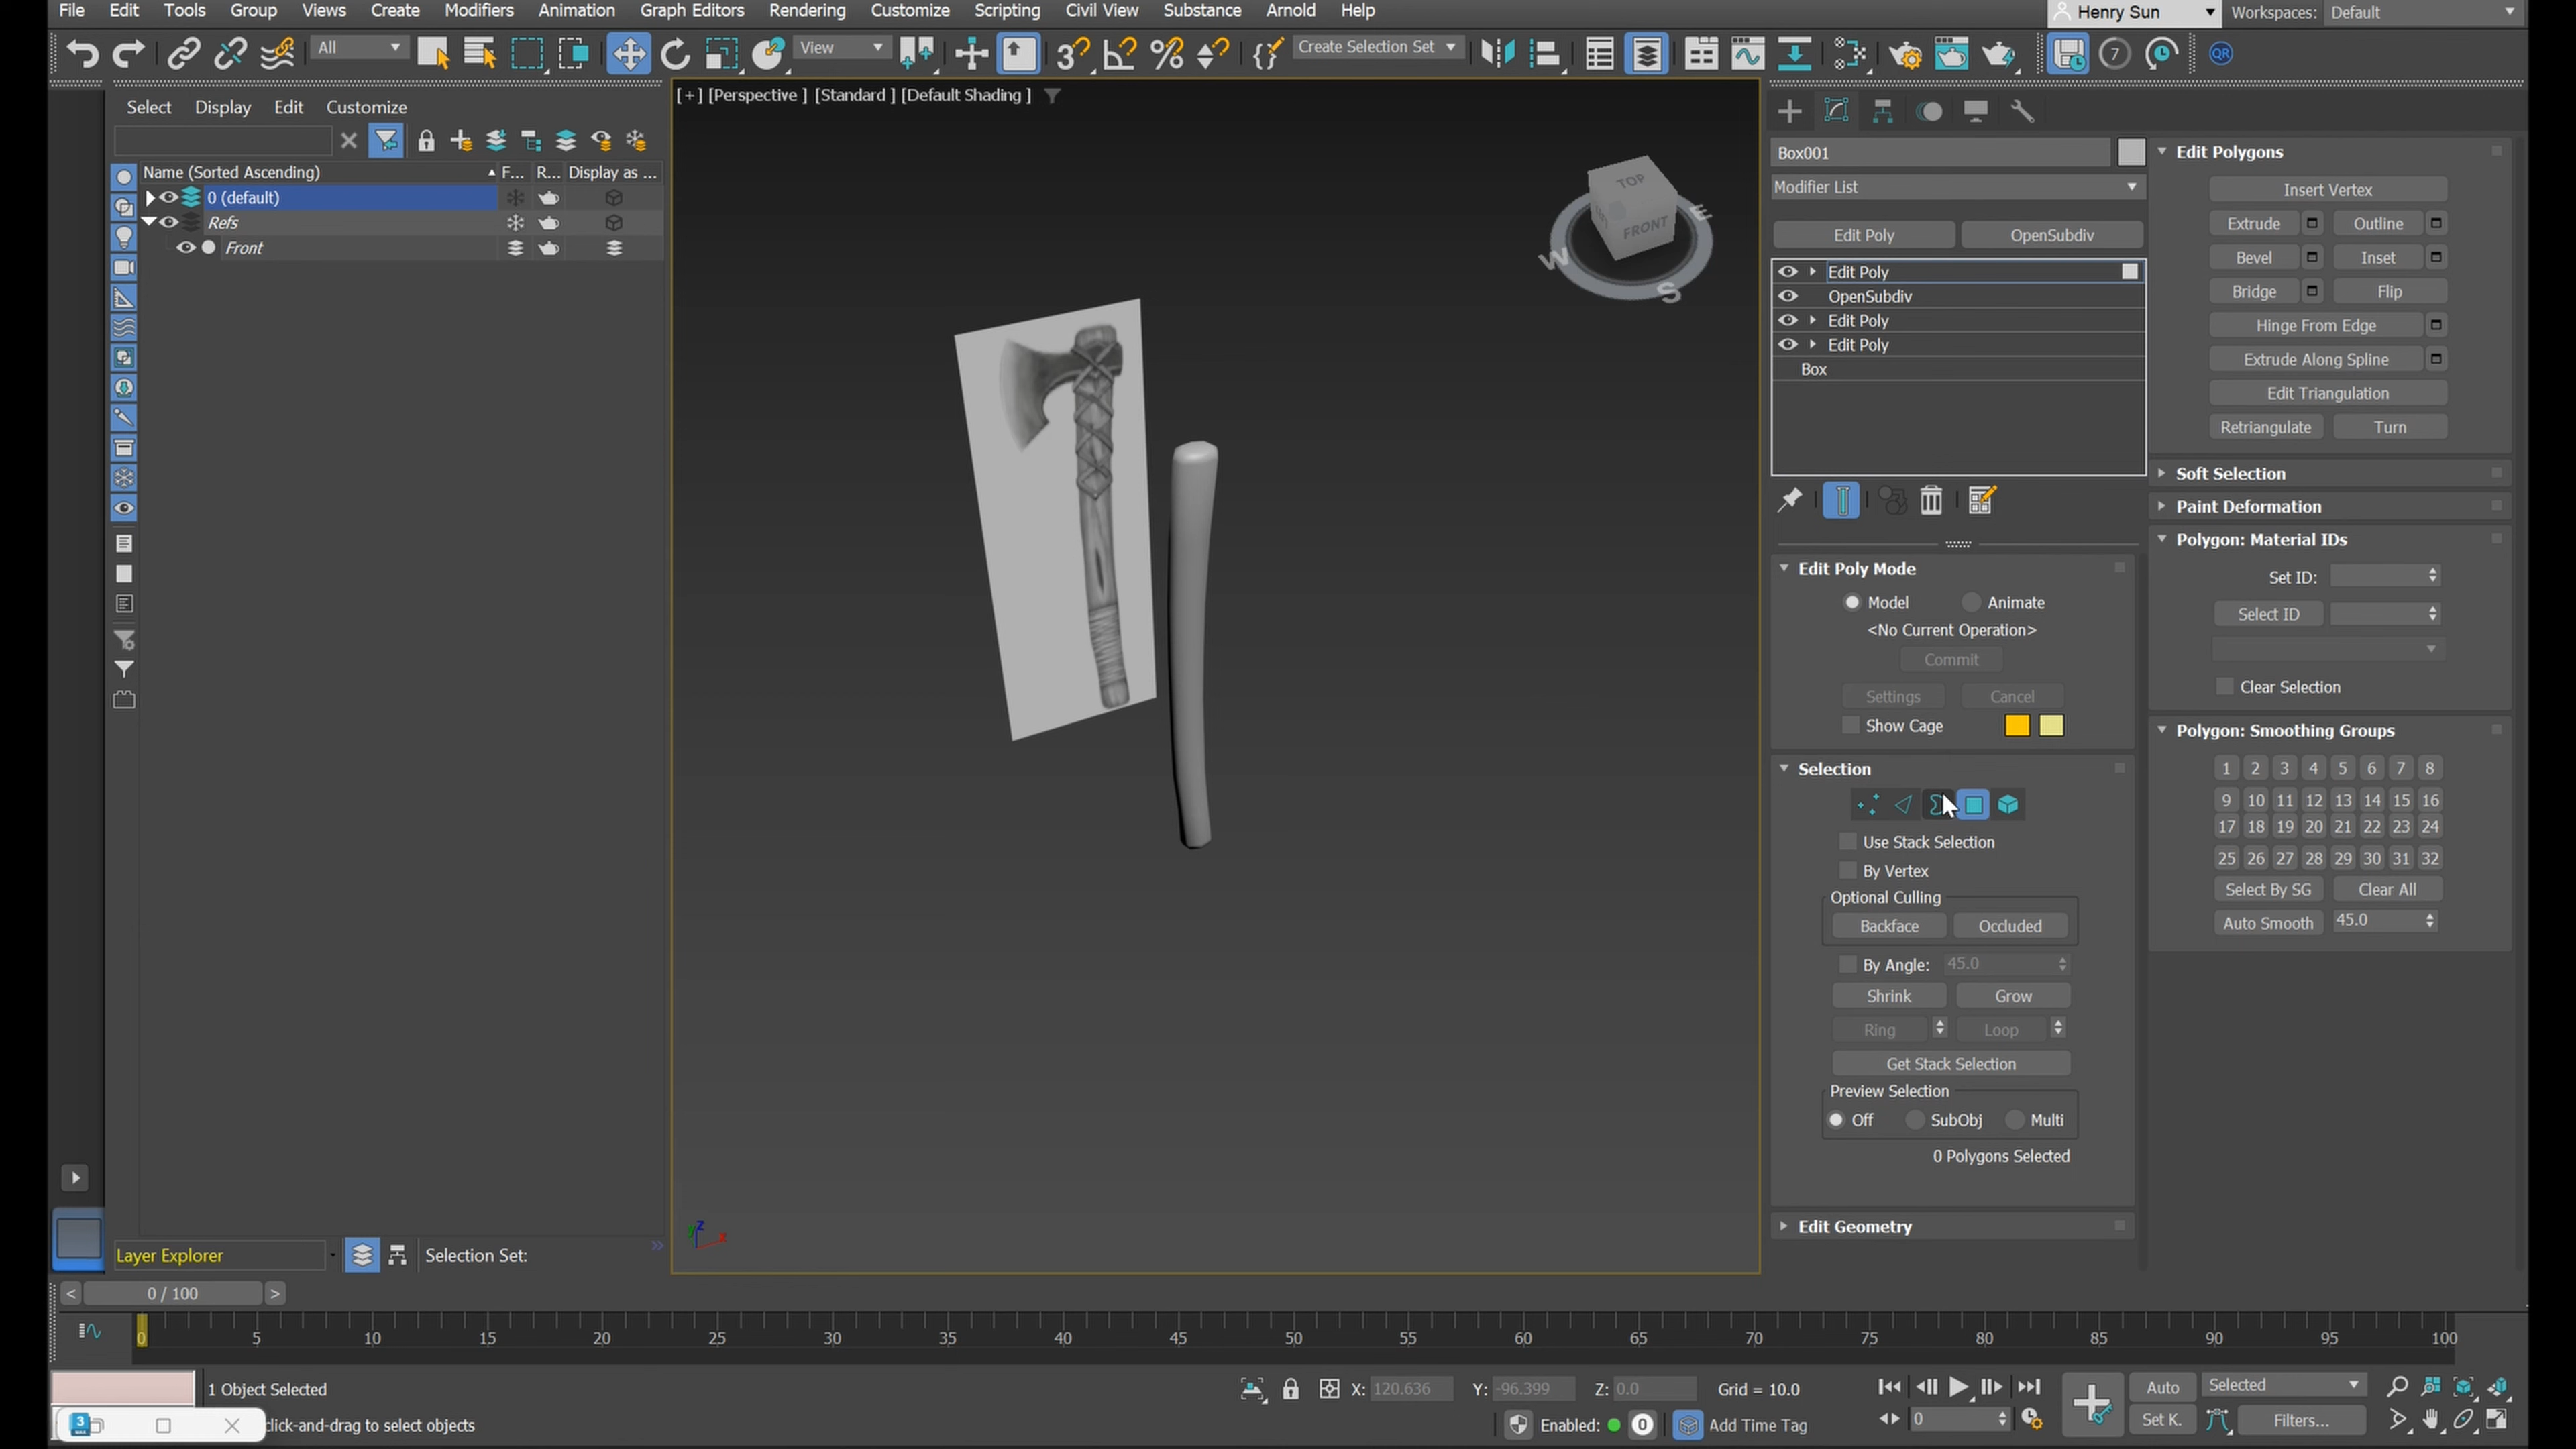 File Edit Tools Group Views Create Modifiers Animation Graph Editors Rendering Customize Scripting Civil View Substance Arnold Help
Henry Sun
Workspaces: Default
All
View
3
Create Selection Set
7
QR
Select Display Edit Customize
Name (Sorted Ascending) F... R... Display as ...
0 (default)
Refs
Front
[+] [Perspective ] [Standard ] [Default Shading ]
TOP
FRONT
W
S
E
Box001
Modifier List
Edit Poly OpenSubdiv
Edit Poly
OpenSubdiv
Edit Poly
Edit Poly
Box
Edit Poly Mode
Model Animate
<No Current Operation>
Commit
Settings Cancel
Show Cage
Selection
Use Stack Selection
By Vertex
Optional Culling
Backface Occluded
By Angle: 45.0
Shrink Grow
Ring Loop
Get Stack Selection
Preview Selection
Off SubObj Multi
0 Polygons Selected
Edit Geometry
Edit Polygons
Insert Vertex
Extrude Outline
Bevel Inset
Bridge Flip
Hinge From Edge
Extrude Along Spline
Edit Triangulation
Retriangulate Turn
Soft Selection
Paint Deformation
Polygon: Material IDs
Set ID:
Select ID
Clear Selection
Polygon: Smoothing Groups
1 2 3 4 5 6 7 8
9 10 11 12 13 14 15 16
17 18 19 20 21 22 23 24
25 26 27 28 29 30 31 32
Select By SG Clear All
Auto Smooth 45.0
z
x
Layer Explorer
Selection Set:
»
< 0 / 100 >
0 5 10 15 20 25 30 35 40 45 50 55 60 65 70 75 80 85 90 95 100
1 Object Selected
X: 120.636 Y: -96.399 Z: 0.0 Grid = 10.0
Auto Selected
3
click-and-drag to select objects
Enabled: 0 Add Time Tag
0
Set K. Filters...